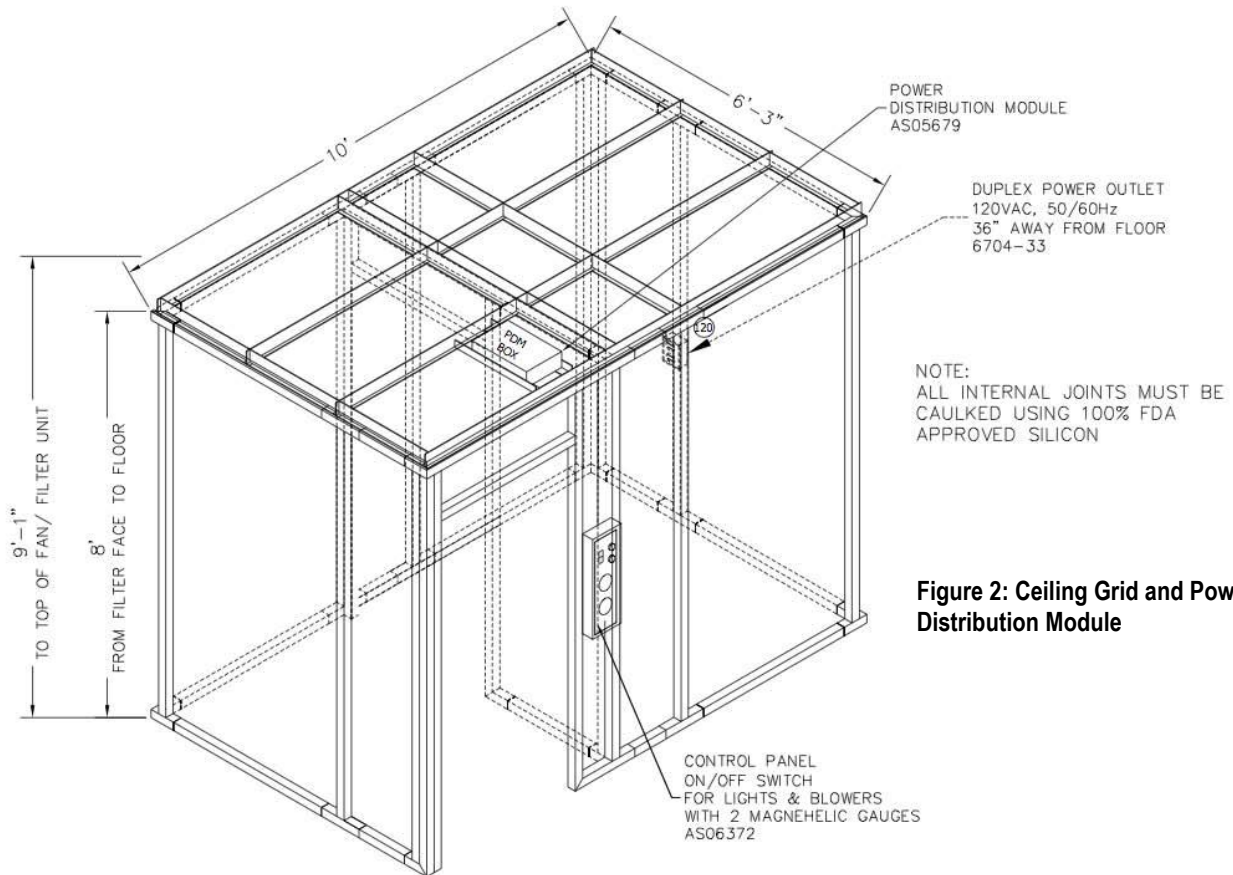 10'
6'-3"
POWER
DISTRIBUTION MODULE
AS05679
DUPLEX POWER OUTLET
120VAC, 50/60Hz
36" AWAY FROM FLOOR
6704-33
120
PDM
BOX
NOTE:
ALL INTERNAL JOINTS MUST BE
CAULKED USING 100% FDA
APPROVED SILICON
9'-1"
TO TOP OF FAN/ FILTER UNIT
8'
FROM FILTER FACE TO FLOOR
Figure 2: Ceiling Grid and Pow
Distribution Module
CONTROL PANEL
ON/OFF SWITCH
FOR LIGHTS & BLOWERS
WITH 2 MAGNEHELIC GAUGES
AS06372